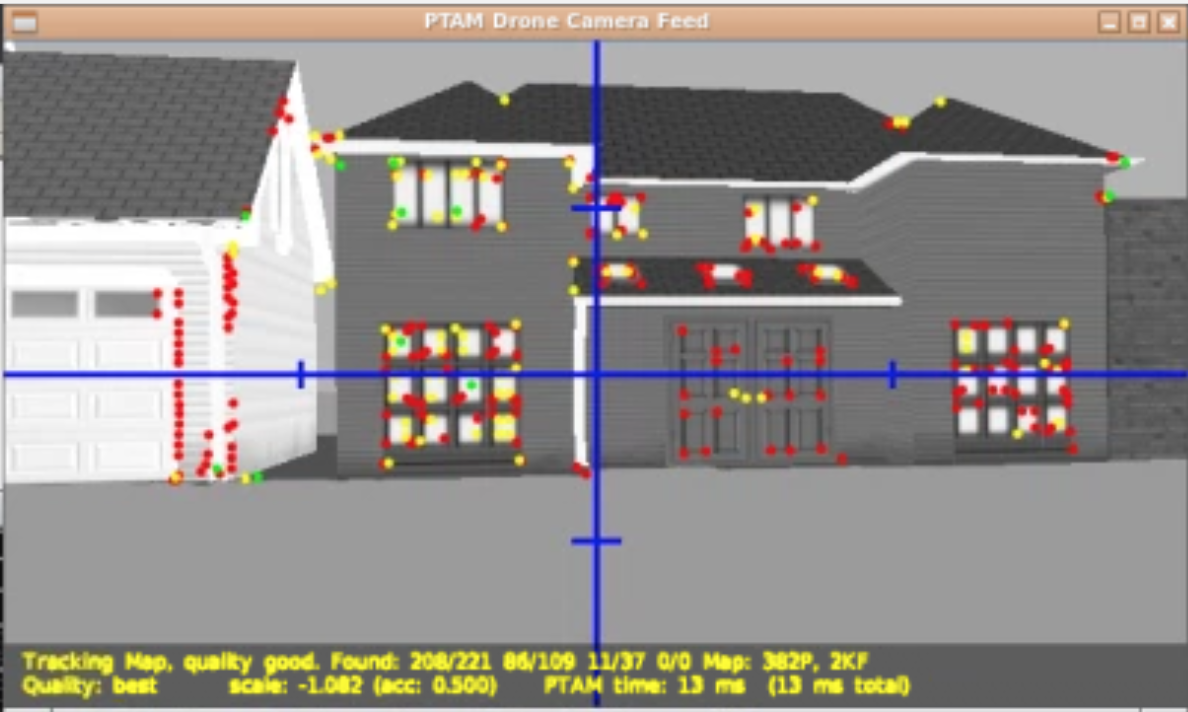 PTAM Drone Camera Feed
Tracking Map, quality good. Found: 208/221 86/109 11/37 0/0 Map: 382P, 2KF
Quality: best scale: -1.082 (acc: 0.500) PTAM time: 13 ms (13 ms total)